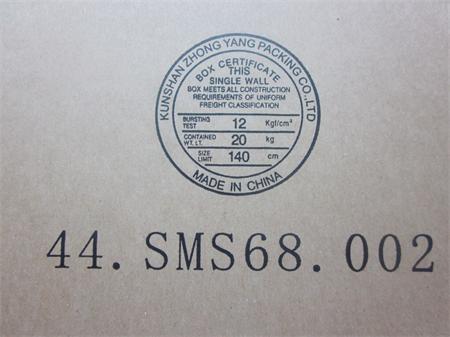 KUNSHAN ZHONG YANG PACKING CO.,LTD
BOX CERTIFICATE
THIS
SINGLE WALL
BOX MEETS ALL CONSTRUCTION
REQUIREMENTS OF UNIFORM
FREIGHT CLASSIFICATION
BURSTING TEST 12 Kgf/cm²
CONTAINED WT. LT. 20 kg
SIZE LIMIT 140 cm
MADE IN CHINA
44.SMS68.002